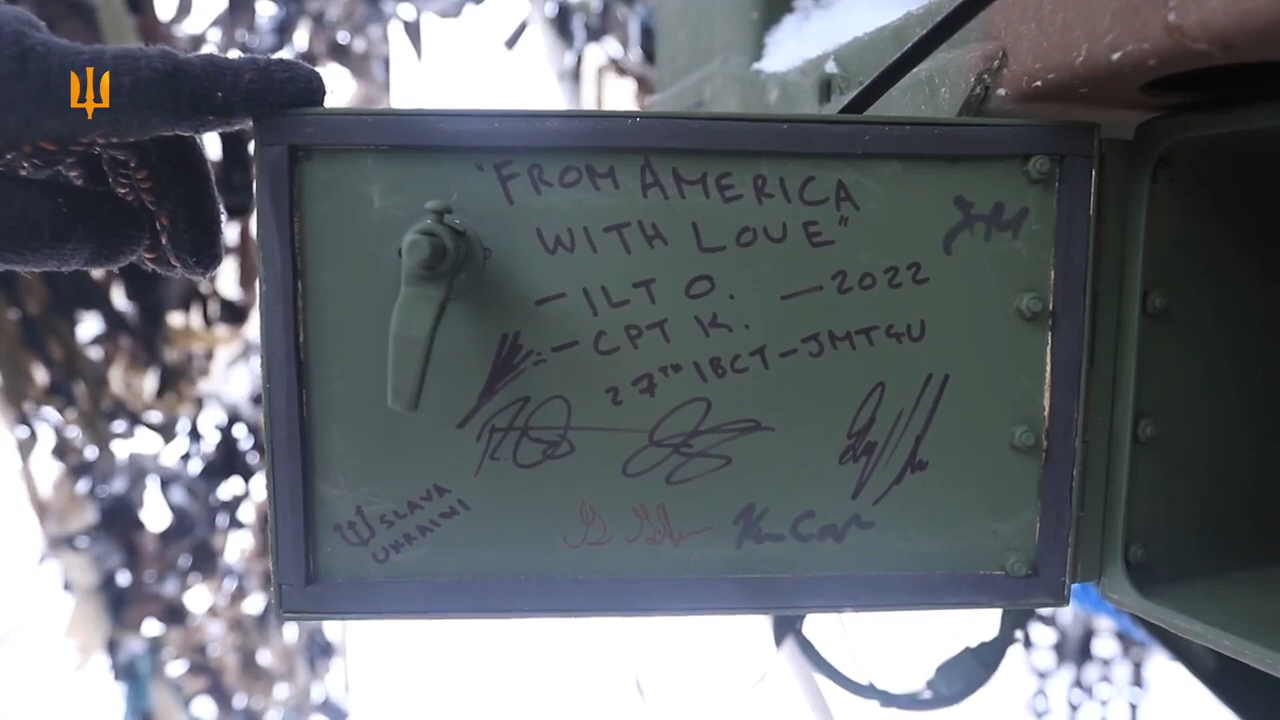 "FROM AMERICA
WITH LOVE"
- 1LT O. - 2022
- CPT K.
27TH IBCT - JMTGU
SLAVA
UKRAINI